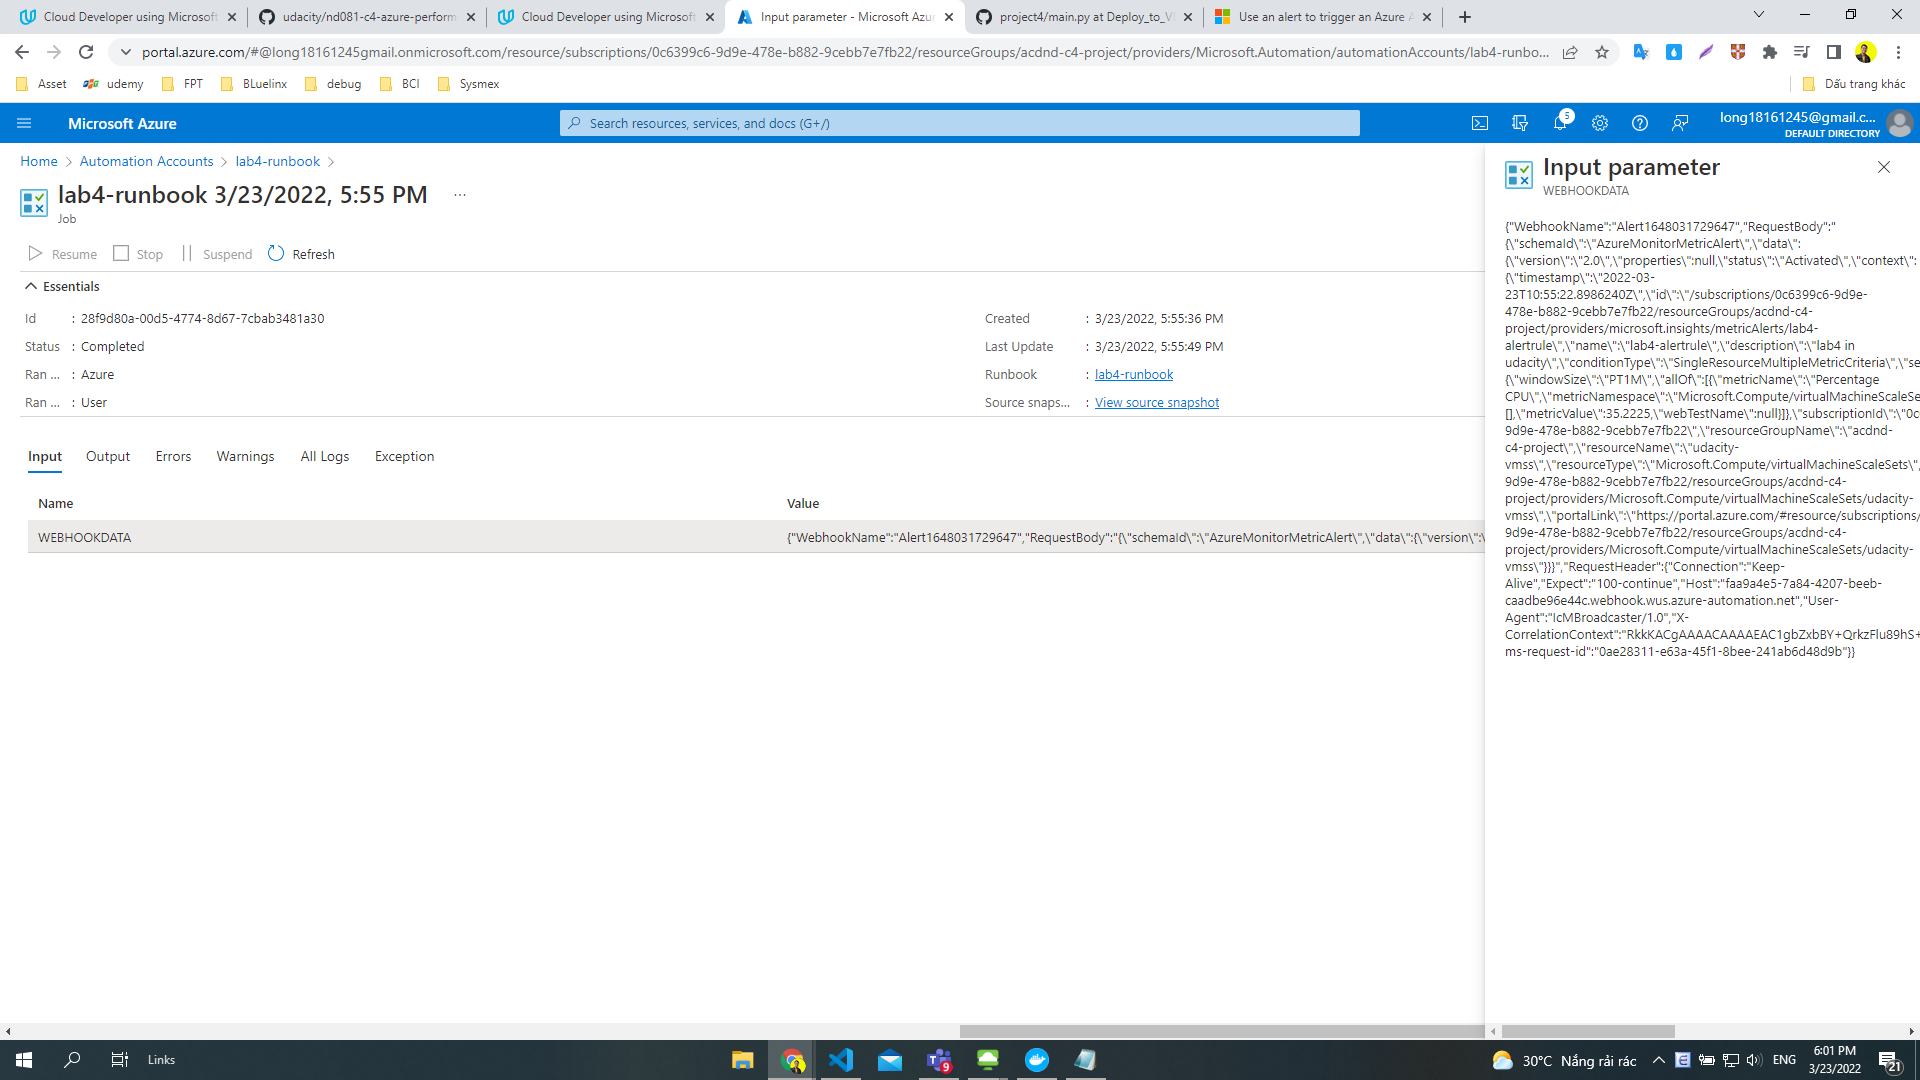 Cloud Developer using Microsoft
udacity/nd081-c4-azure-perform
Cloud Developer using Microsoft
Input parameter - Microsoft Azur
project4/main.py at Deploy_to_V
Use an alert to trigger an Azure A
portal.azure.com/#@long18161245gmail.onmicrosoft.com/resource/subscriptions/0c6399c6-9d9e-478e-b882-9cebb7e7fb22/resourceGroups/acdnd-c4-project/providers/Microsoft.Automation/automationAccounts/lab4-runbo...
Asset
udemy
FPT
BLuelinx
debug
BCI
Sysmex
Dấu trang khác
Microsoft Azure
Search resources, services, and docs (G+/)
5
long18161245@gmail.c...
DEFAULT DIRECTORY
Home > Automation Accounts > lab4-runbook >
lab4-runbook 3/23/2022, 5:55 PM ...
Job
Resume
Stop
Suspend
Refresh
Essentials
Id : 28f9d80a-00d5-4774-8d67-7cbab3481a30
Status : Completed
Ran ... : Azure
Ran ... : User
Created : 3/23/2022, 5:55:36 PM
Last Update : 3/23/2022, 5:55:49 PM
Runbook : lab4-runbook
Source snaps... : View source snapshot
Input Output Errors Warnings All Logs Exception
Name Value
WEBHOOKDATA {"WebhookName":"Alert1648031729647","RequestBody":"{\"schemaId\":\"AzureMonitorMetricAlert\",\"data\":{\"version\":\
Input parameter
WEBHOOKDATA
{"WebhookName":"Alert1648031729647","RequestBody":"
{\"schemaId\":\"AzureMonitorMetricAlert\",\"data\":
{\"version\":\"2.0\",\"properties\":null,\"status\":\"Activated\",\"context\":
{\"timestamp\":\"2022-03-
23T10:55:22.8986240Z\",\"id\":\"/subscriptions/0c6399c6-9d9e-
478e-b882-9cebb7e7fb22/resourceGroups/acdnd-c4-
project/providers/microsoft.insights/metricAlerts/lab4-
alertrule\",\"name\":\"lab4-alertrule\",\"description\":\"lab4 in
udacity\",\"conditionType\":\"SingleResourceMultipleMetricCriteria\",\"se
{\"windowSize\":\"PT1M\",\"allOf\":[{\"metricName\":\"Percentage
CPU\",\"metricNamespace\":\"Microsoft.Compute/virtualMachineScaleSe
[],\"metricValue\":35.2225,\"webTestName\":null}]},\"subscriptionId\":\"0c
9d9e-478e-b882-9cebb7e7fb22\",\"resourceGroupName\":\"acdnd-
c4-project\",\"resourceName\":\"udacity-
vmss\",\"resourceType\":\"Microsoft.Compute/virtualMachineScaleSets\",
9d9e-478e-b882-9cebb7e7fb22/resourceGroups/acdnd-c4-
project/providers/Microsoft.Compute/virtualMachineScaleSets/udacity-
vmss\",\"portalLink\":\"https://portal.azure.com/#resource/subscriptions/
9d9e-478e-b882-9cebb7e7fb22/resourceGroups/acdnd-c4-
project/providers/Microsoft.Compute/virtualMachineScaleSets/udacity-
vmss\"}}}","RequestHeader":{"Connection":"Keep-
Alive","Expect":"100-continue","Host":"faa9a4e5-7a84-4207-beeb-
caadbe96e44c.webhook.wus.azure-automation.net","User-
Agent":"IcMBroadcaster/1.0","X-
CorrelationContext":"RkkKACgAAAACAAAAEAC1gbZxbBY+QrkzFlu89hS+
ms-request-id":"0ae28311-e63a-45f1-8bee-241ab6d48d9b"}}
Links
9
30°C Nắng rải rác
ENG
6:01 PM
3/23/2022
21